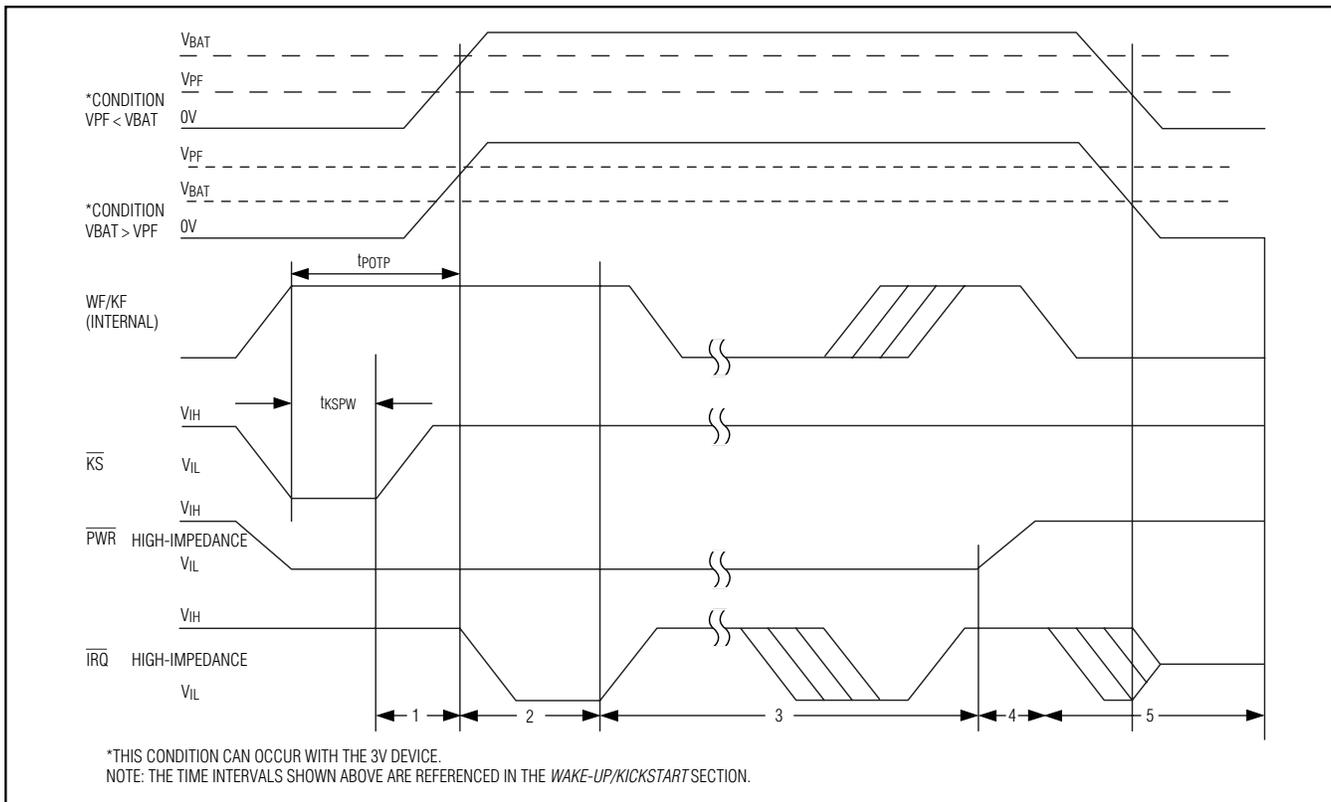 VBAT
VPF
*CONDITION
VPF < VBAT
0V
VPF
VBAT
*CONDITION
VBAT > VPF
0V
tPOTP
WF/KF
(INTERNAL)
tKSPW
VIH
KS
VIL
VIH
PWR HIGH-IMPEDANCE
VIL
VIH
IRQ HIGH-IMPEDANCE
VIL
1 2 3 4 5
*THIS CONDITION CAN OCCUR WITH THE 3V DEVICE.
NOTE: THE TIME INTERVALS SHOWN ABOVE ARE REFERENCED IN THE WAKE-UP/KICKSTART SECTION.